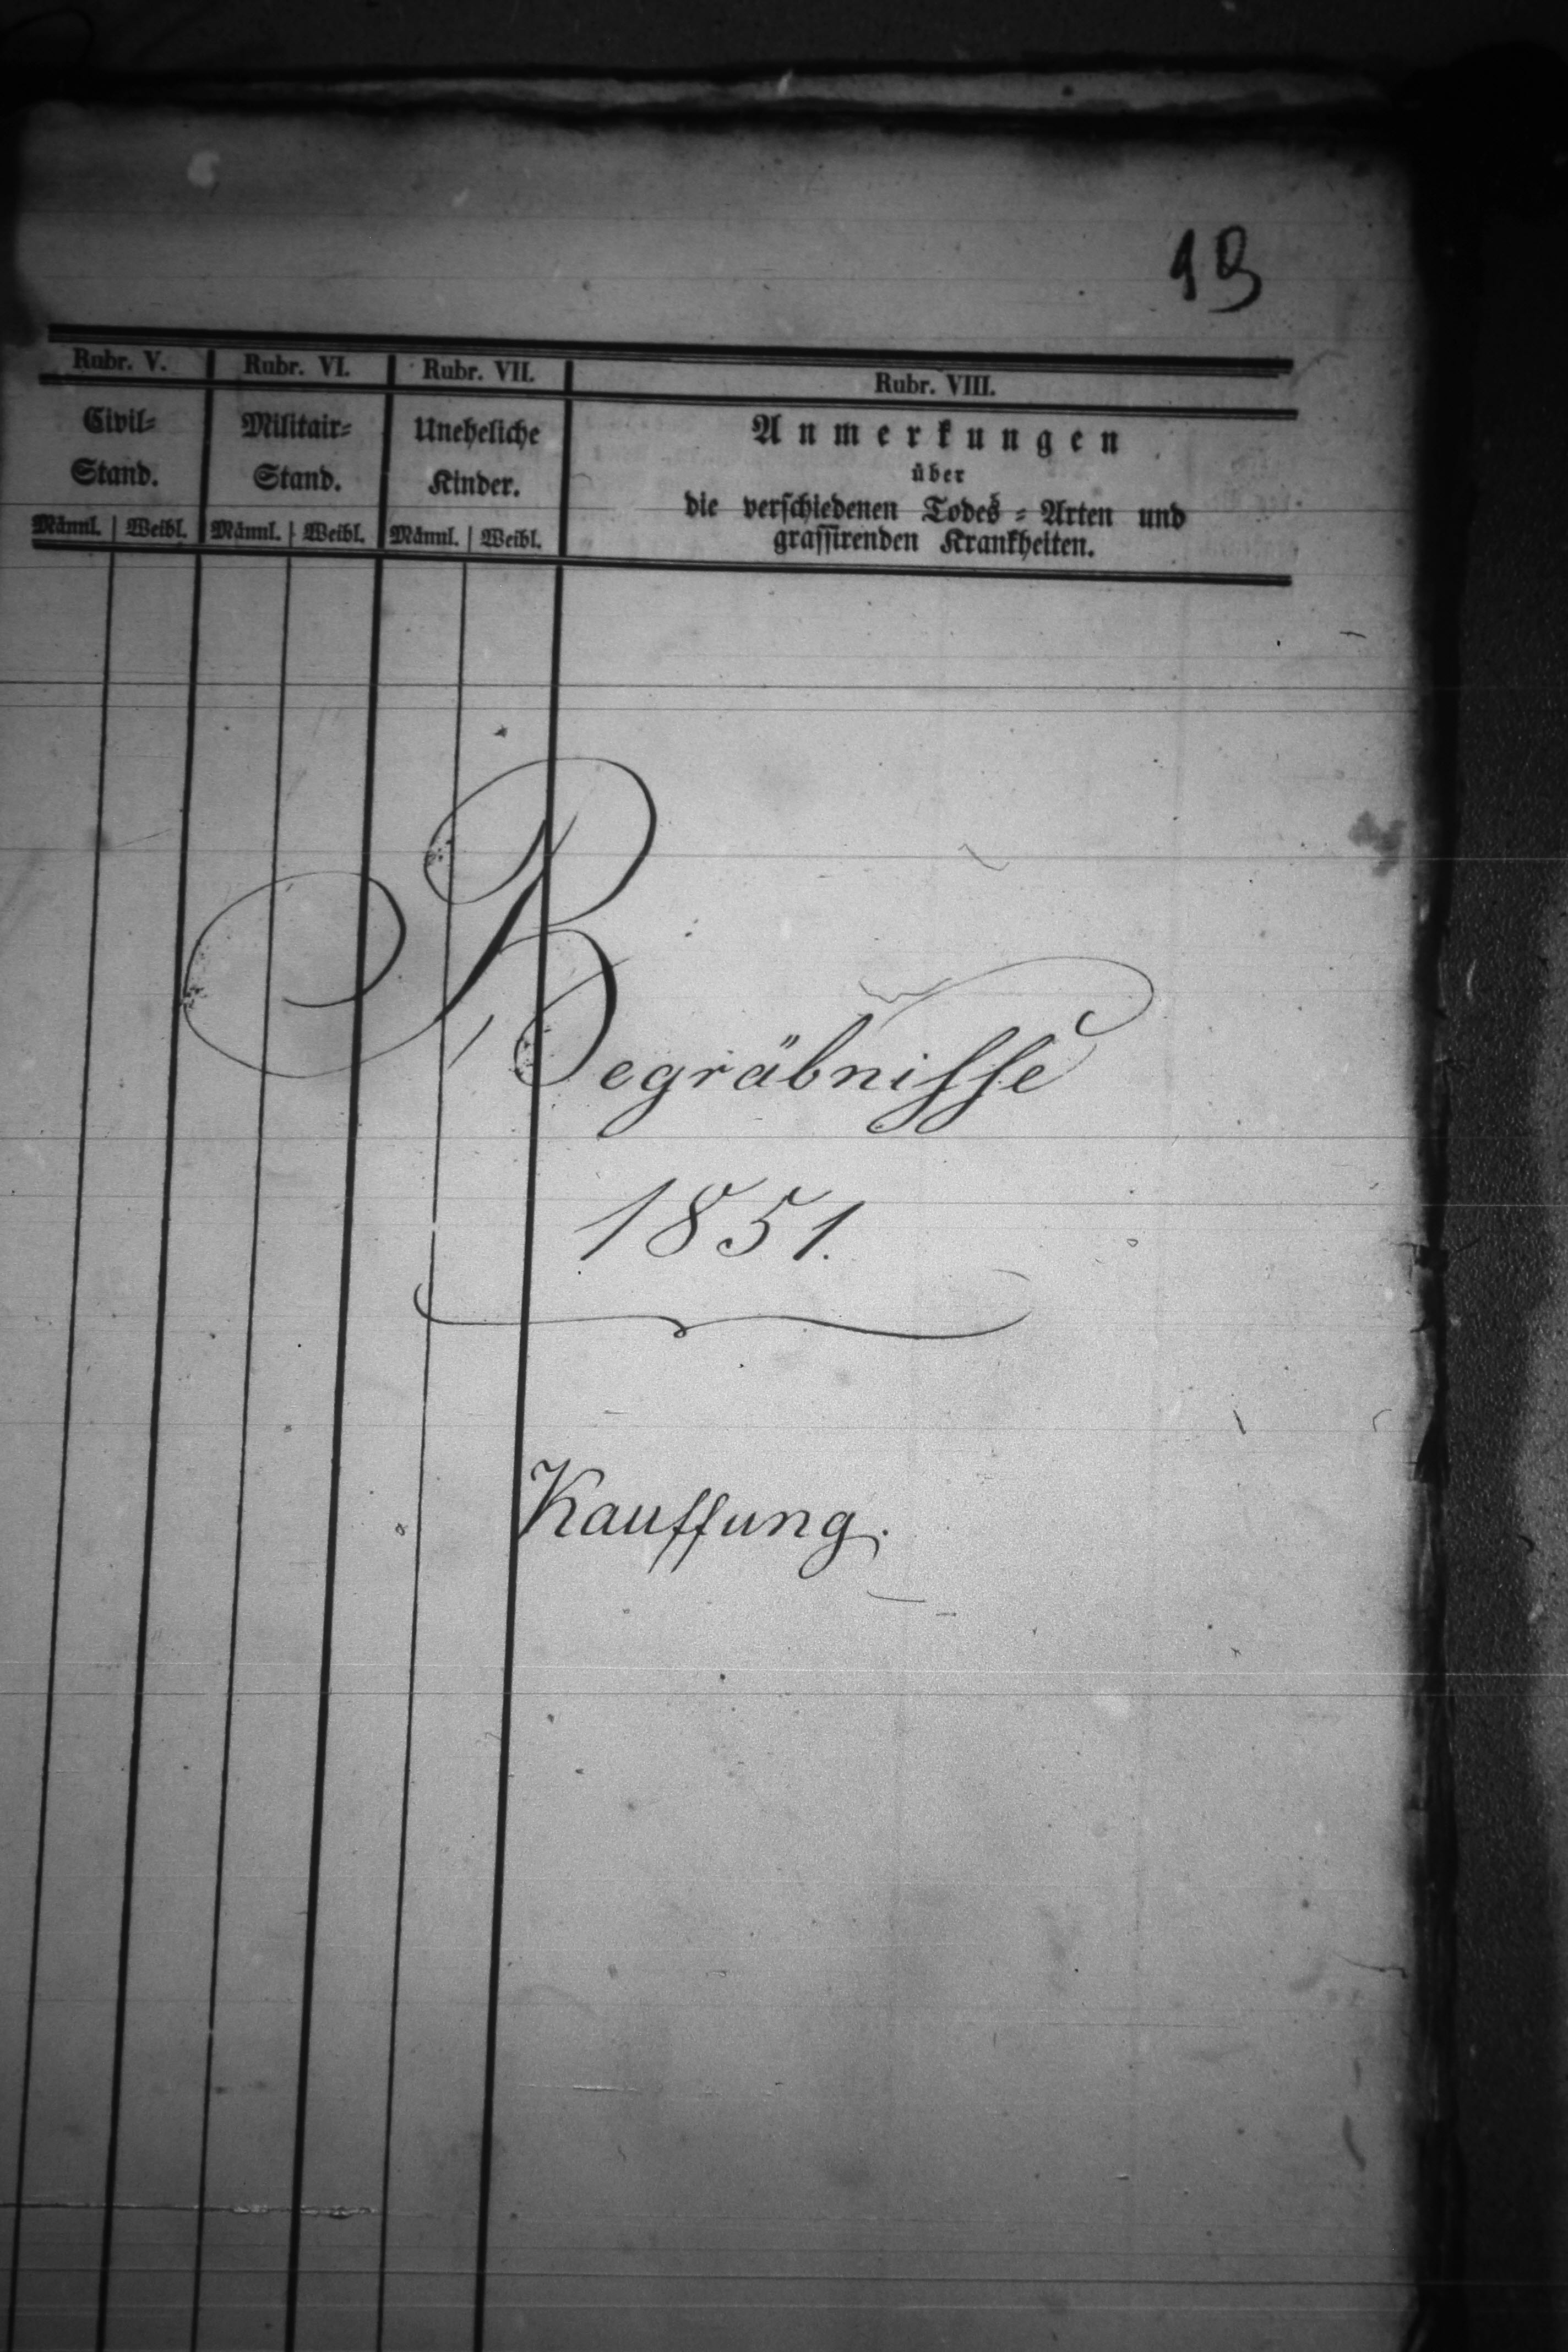 Rubr. V. Rubr. VI. Rubr. VII. Rubr. VIII.
Civil= Militair= Uneheliche Anmerkungen
Stand. Stand. Kinder. über
die verschiedenen Todes=Arten und
Männl. Weibl. Männl. Weibl. Männl. Weibl. grassirenden Krankheiten.
Begräbnisse
1851.
Kauffung.